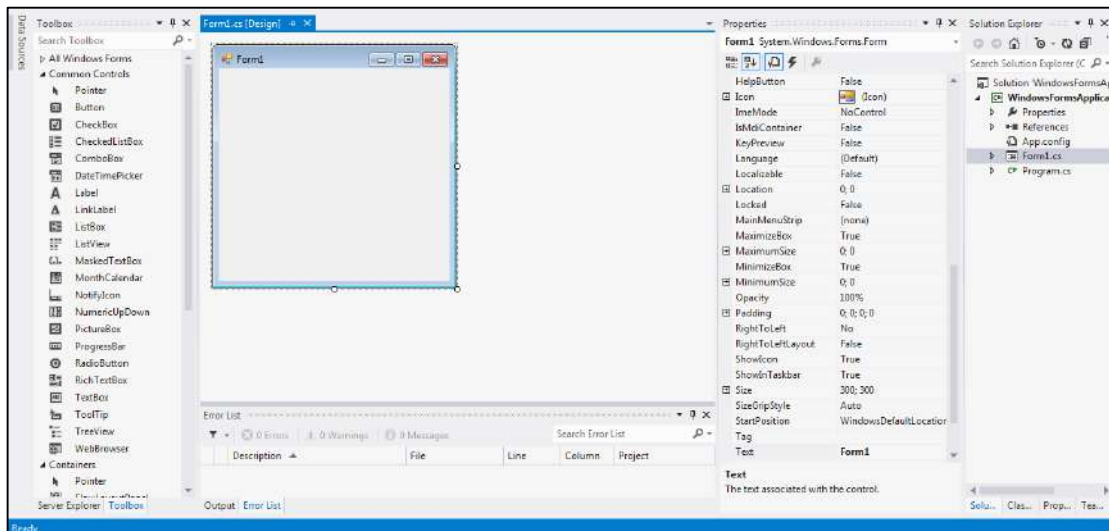 Data Sources
Toolbox
Search Toolbox
All Windows Forms
Common Controls
Pointer
Button
CheckBox
CheckedListBox
ComboBox
DateTimePicker
Label
LinkLabel
ListBox
ListView
MaskedTextBox
MonthCalendar
NotifyIcon
NumericUpDown
PictureBox
ProgressBar
RadioButton
RichTextBox
TextBox
ToolTip
TreeView
WebBrowser
Containers
Pointer
Server Explorer Toolbox
Form1.cs [Design]
Form1
Error List
0 Errors 0 Warnings 0 Messages Search Error List
Description File Line Column Project
Output Error List
Properties
Form1 System.Windows.Forms.Form
HelpButton False
Icon (Icon)
ImeMode NoControl
IsMdiContainer False
KeyPreview False
Language (Default)
Localizable False
Location 0; 0
Locked False
MainMenuStrip (none)
MaximizeBox True
MaximumSize 0; 0
MinimizeBox True
MinimumSize 0; 0
Opacity 100%
Padding 0; 0; 0; 0
RightToLeft No
RightToLeftLayout False
ShowIcon True
ShowInTaskbar True
Size 300; 300
SizeGripStyle Auto
StartPosition WindowsDefaultLocation
Tag
Text Form1
Text
The text associated with the control.
Solution Explorer
Search Solution Explorer (C
Solution 'WindowsFormsAp
WindowsFormsApplica
Properties
References
App.config
Form1.cs
Program.cs
Solu... Clas... Prop... Tea...
Ready